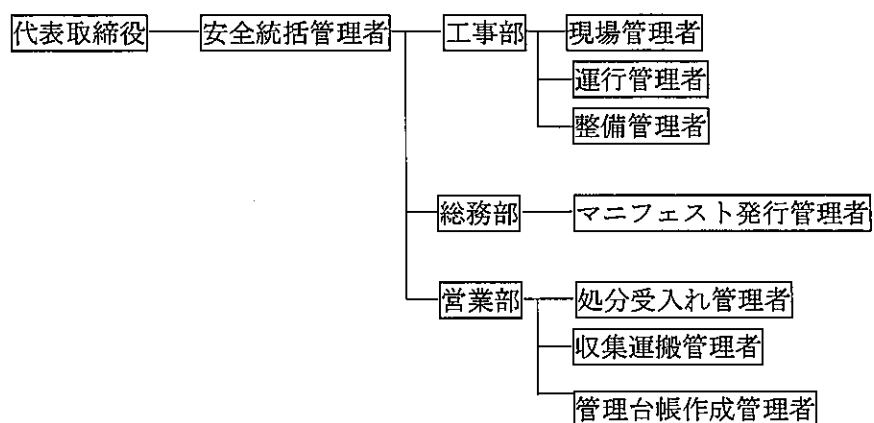 代表取締役 安全統括管理者 工事部 現場管理者
運行管理者
整備管理者
総務部 マニフェスト発行管理者
営業部 処分受入れ管理者
収集運搬管理者
管理台帳作成管理者